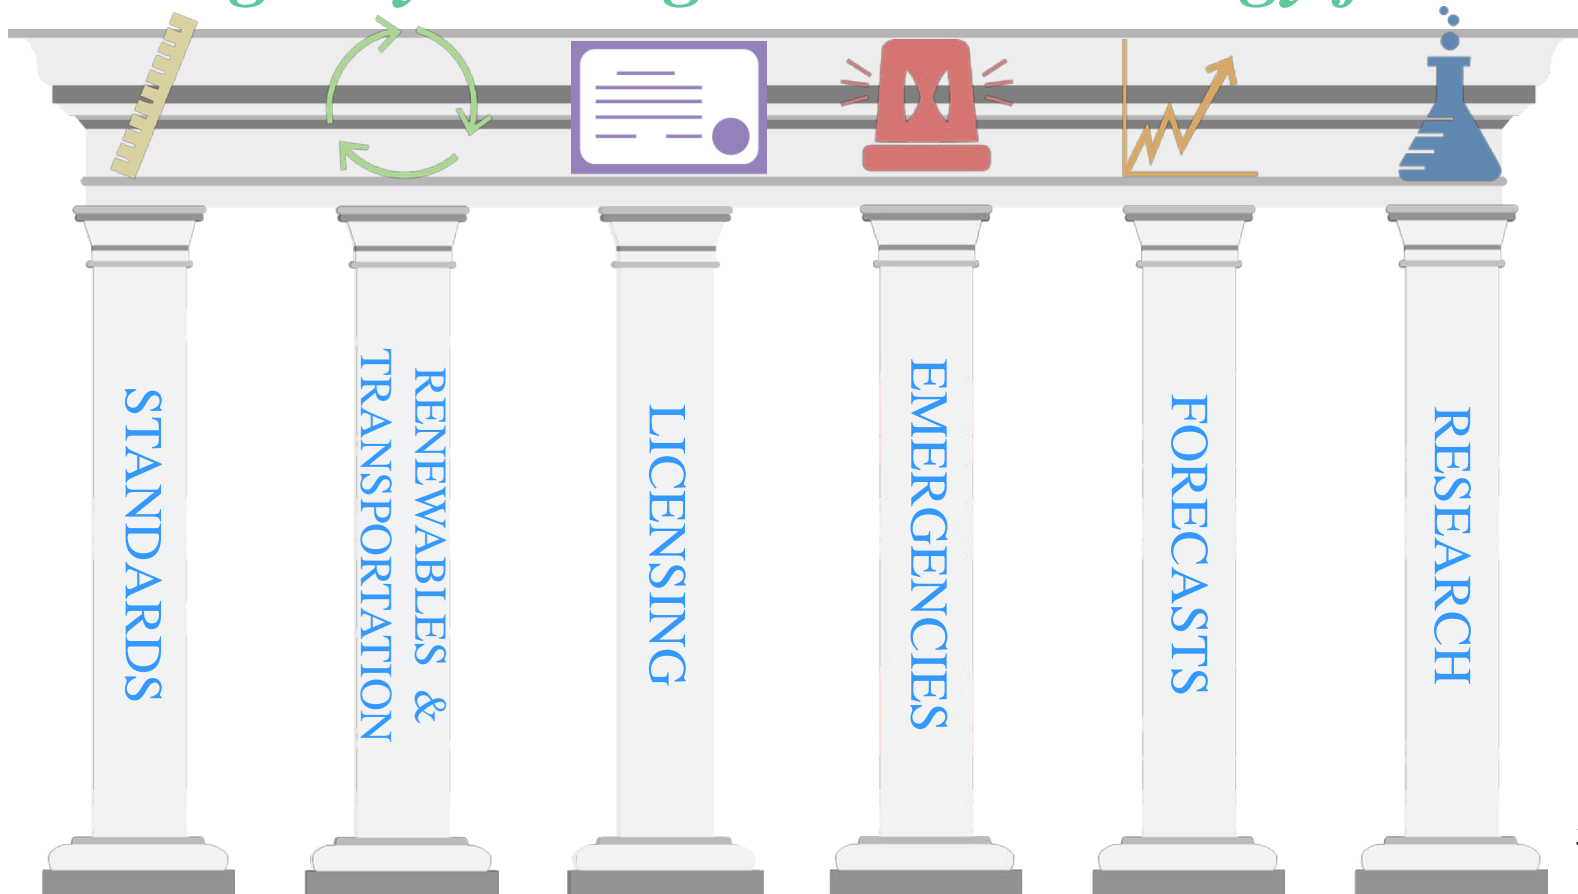 STANDARDS
RENEWABLES &
TRANSPORTATION
LICENSING
EMERGENCIES
FORECASTS
RESEARCH